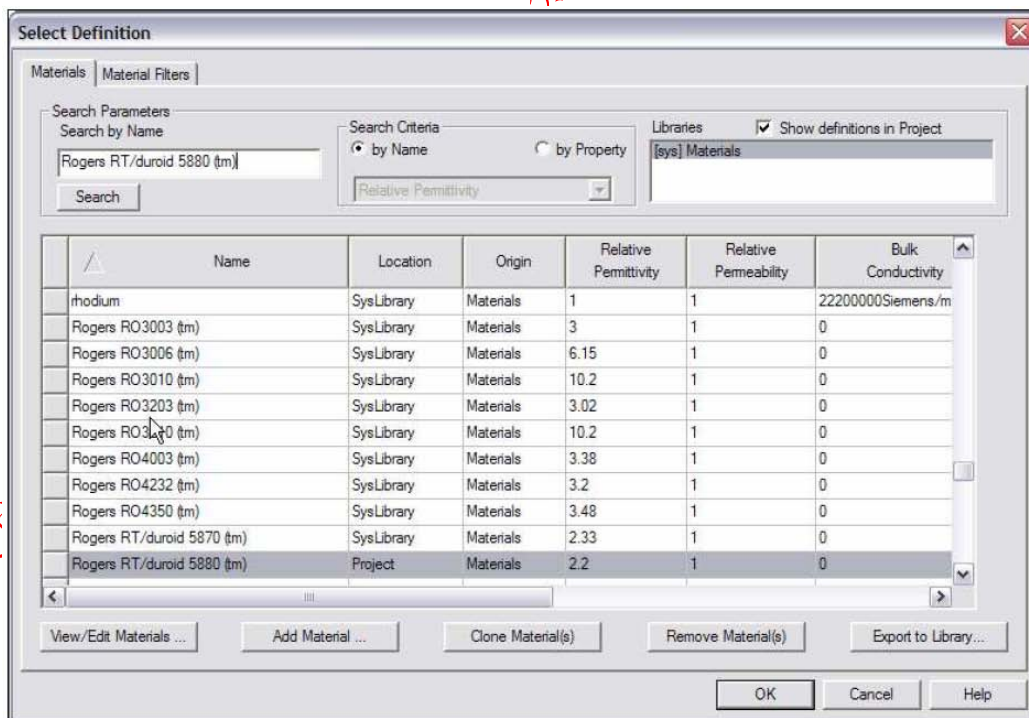 Select Definition
Materials Material Filters
Search Parameters
Search by Name
Rogers RT/duroid 5880 (tm)
Search
Search Criteria
by Name by Property
Relative Permittivity
Libraries Show definitions in Project
[sys] Materials
Name Location Origin Relative Permittivity Relative Permeability Bulk Conductivity
rhodium SysLibrary Materials 1 1 22200000Siemens/m
Rogers RO3003 (tm) SysLibrary Materials 3 1 0
Rogers RO3006 (tm) SysLibrary Materials 6.15 1 0
Rogers RO3010 (tm) SysLibrary Materials 10.2 1 0
Rogers RO3203 (tm) SysLibrary Materials 3.02 1 0
Rogers (tm) SysLibrary Materials 10.2 1 0
Rogers RO4003 (tm) SysLibrary Materials 3.38 1 0
Rogers RO4232 (tm) SysLibrary Materials 3.2 1 0
Rogers RO4350 (tm) SysLibrary Materials 3.48 1 0
Rogers RT/duroid 5870 (tm) SysLibrary Materials 2.33 1 0
Rogers RT/duroid 5880 (tm) Project Materials 2.2 1 0
View/Edit Materials ... Add Material ... Clone Material(s) Remove Material(s) Export to Library...
OK Cancel Help